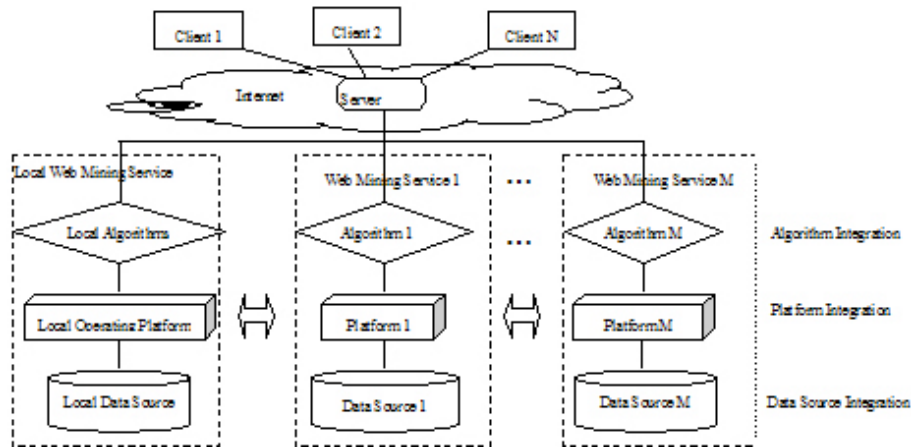 Client 1
Client 2
Client N
Internet
Server
Local Web Mining Service
Web Mining Service 1
...
Web Mining Service M
Local Algorithms
Algorithm 1
...
Algorithm M
Algorithm Integration
Local Operating Platform
Platform 1
Platform M
Platform Integration
Local Data Source
Data Source 1
Data Source M
Data Source Integration